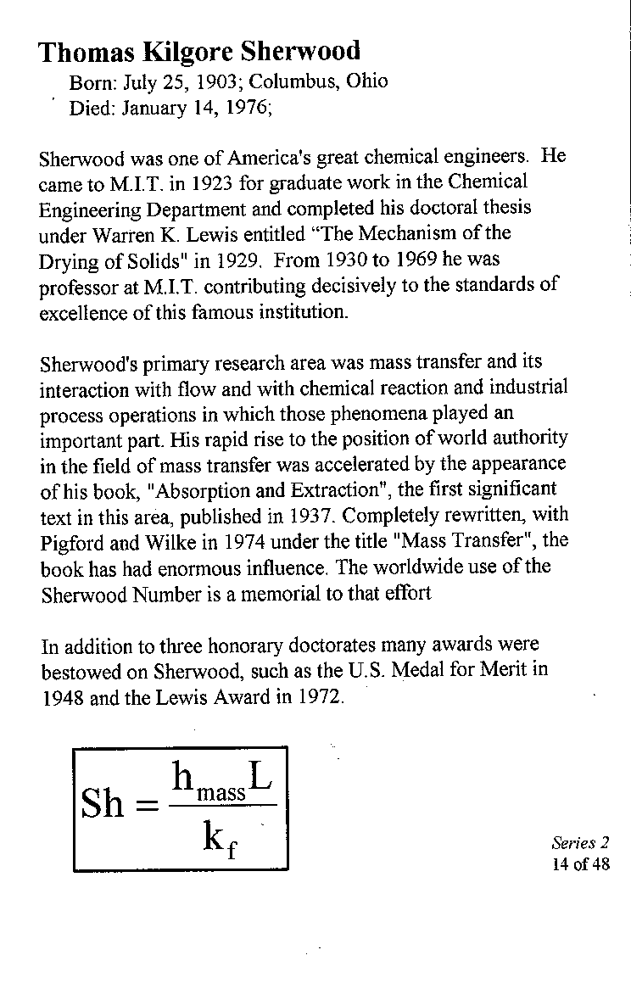 Thomas Kilgore Sherwood
Born: July 25, 1903; Columbus, Ohio
Died: January 14, 1976;
Sherwood was one of America's great chemical engineers. He
came to M.I.T. in 1923 for graduate work in the Chemical
Engineering Department and completed his doctoral thesis
under Warren K. Lewis entitled “The Mechanism of the
Drying of Solids" in 1929. From 1930 to 1969 he was
professor at M.I.T. contributing decisively to the standards of
excellence of this famous institution.
Sherwood's primary research area was mass transfer and its
interaction with flow and with chemical reaction and industrial
process operations in which those phenomena played an
important part. His rapid rise to the position of world authority
in the field of mass transfer was accelerated by the appearance
of his book, "Absorption and Extraction", the first significant
text in this area, published in 1937. Completely rewritten, with
Pigford and Wilke in 1974 under the title "Mass Transfer", the
book has had enormous influence. The worldwide use of the
Sherwood Number is a memorial to that effort
In addition to three honorary doctorates many awards were
bestowed on Sherwood, such as the U.S. Medal for Merit in
1948 and the Lewis Award in 1972.
Sh = h_mass L / k_f
Series 2
14 of 48